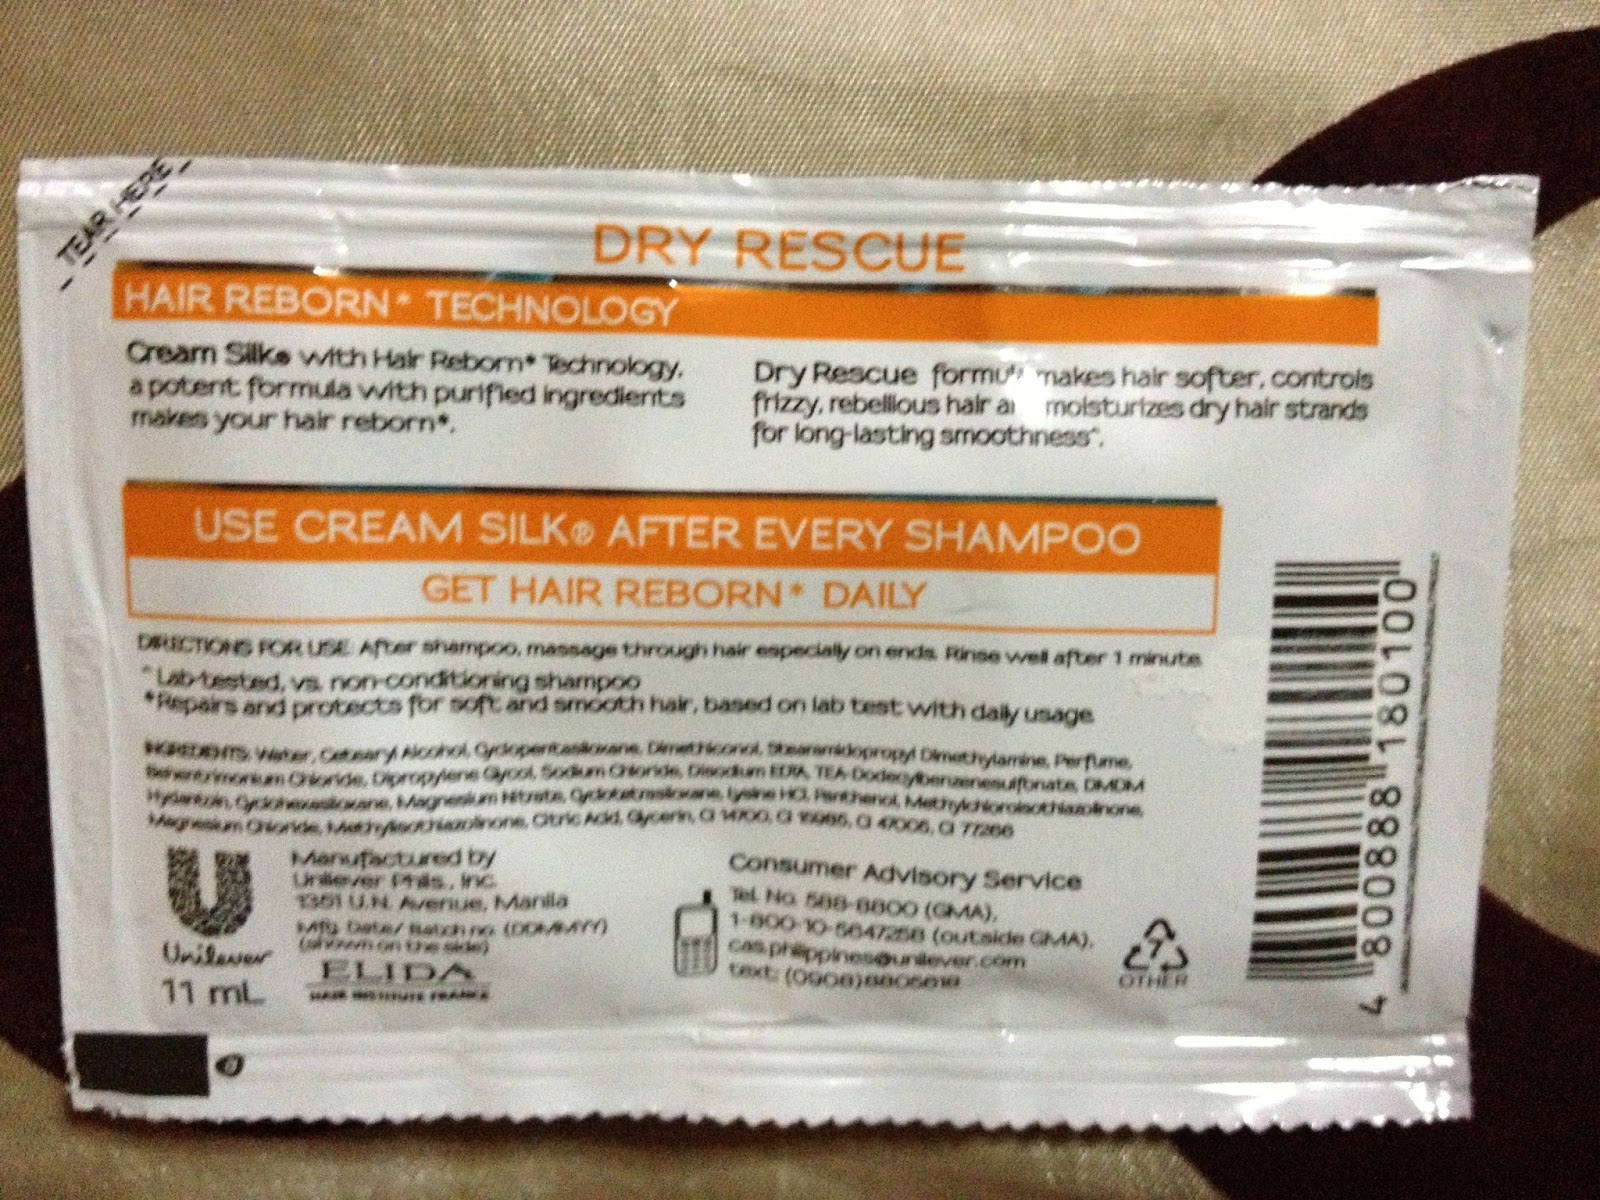 TEAR HERE
DRY RESCUE
HAIR REBORN* TECHNOLOGY
Cream Silk® with Hair Reborn* Technology,
a potent formula with purified ingredients
makes your hair reborn*.
Dry Rescue makes hair softer, controls
frizzy, rebellious hair moisturizes dry hair strands
for long-lasting smoothness^.
USE CREAM SILK® AFTER EVERY SHAMPOO
GET HAIR REBORN* DAILY
DIRECTIONS FOR USE: After shampoo, massage through hair especially on ends. Rinse well after 1 minute.
^ Lab-tested, vs. non-conditioning shampoo
*Repairs and protects for soft and smooth hair, based on lab test with daily usage
INGREDIENTS: Water, Cetearyl Alcohol, Cyclopentasiloxane, Dimethiconol, Stearamidopropyl Dimethylamine, Perfume,
Behentrimonium Chloride, Dipropylene Glycol, Sodium Chloride, Disodium EDTA, TEA-Dodecylbenzenesulfonate, DMDM
Hydantoin, Cyclohexasiloxane, Magnesium Nitrate, Cyclotetrasiloxane, Lysine HCl, Panthenol, Methylchloroisothiazolinone,
Magnesium Chloride, Methylisothiazolinone, Citric Acid, Glycerin, CI 14700, CI 15985, CI 47005, CI 77266
Unilever
11 mL
Manufactured by
Unilever Phils., Inc.
1351 U.N. Avenue, Manila
Mfg. Date/ Batch no. (DDMMYY)
(shown on the side)
ELIDA
HAIR INSTITUTE FRANCE
Consumer Advisory Service
Tel. No. 588-8800 (GMA),
1-800-10-5647258 (outside GMA),
cas.philippines@unilever.com
text: (0908)
7
OTHER
4 800888 180100